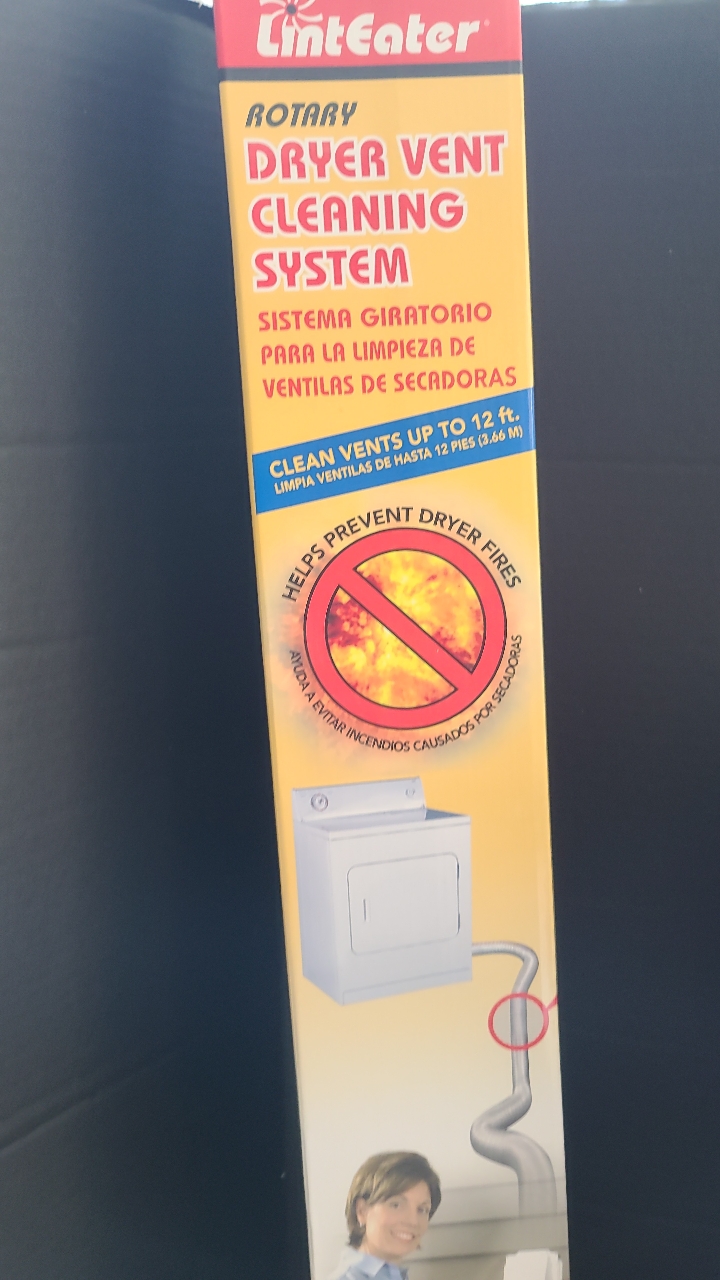 LintEater®
ROTARY
DRYER VENT
CLEANING
SYSTEM
SISTEMA GIRATORIO
PARA LA LIMPIEZA DE
VENTILAS DE SECADORAS
CLEAN VENTS UP TO 12 ft.
LIMPIA VENTILAS DE HASTA 12 PIES (3.66 M)
HELPS PREVENT DRYER FIRES
AYUDA A EVITAR INCENDIOS CAUSADOS POR SECADORAS